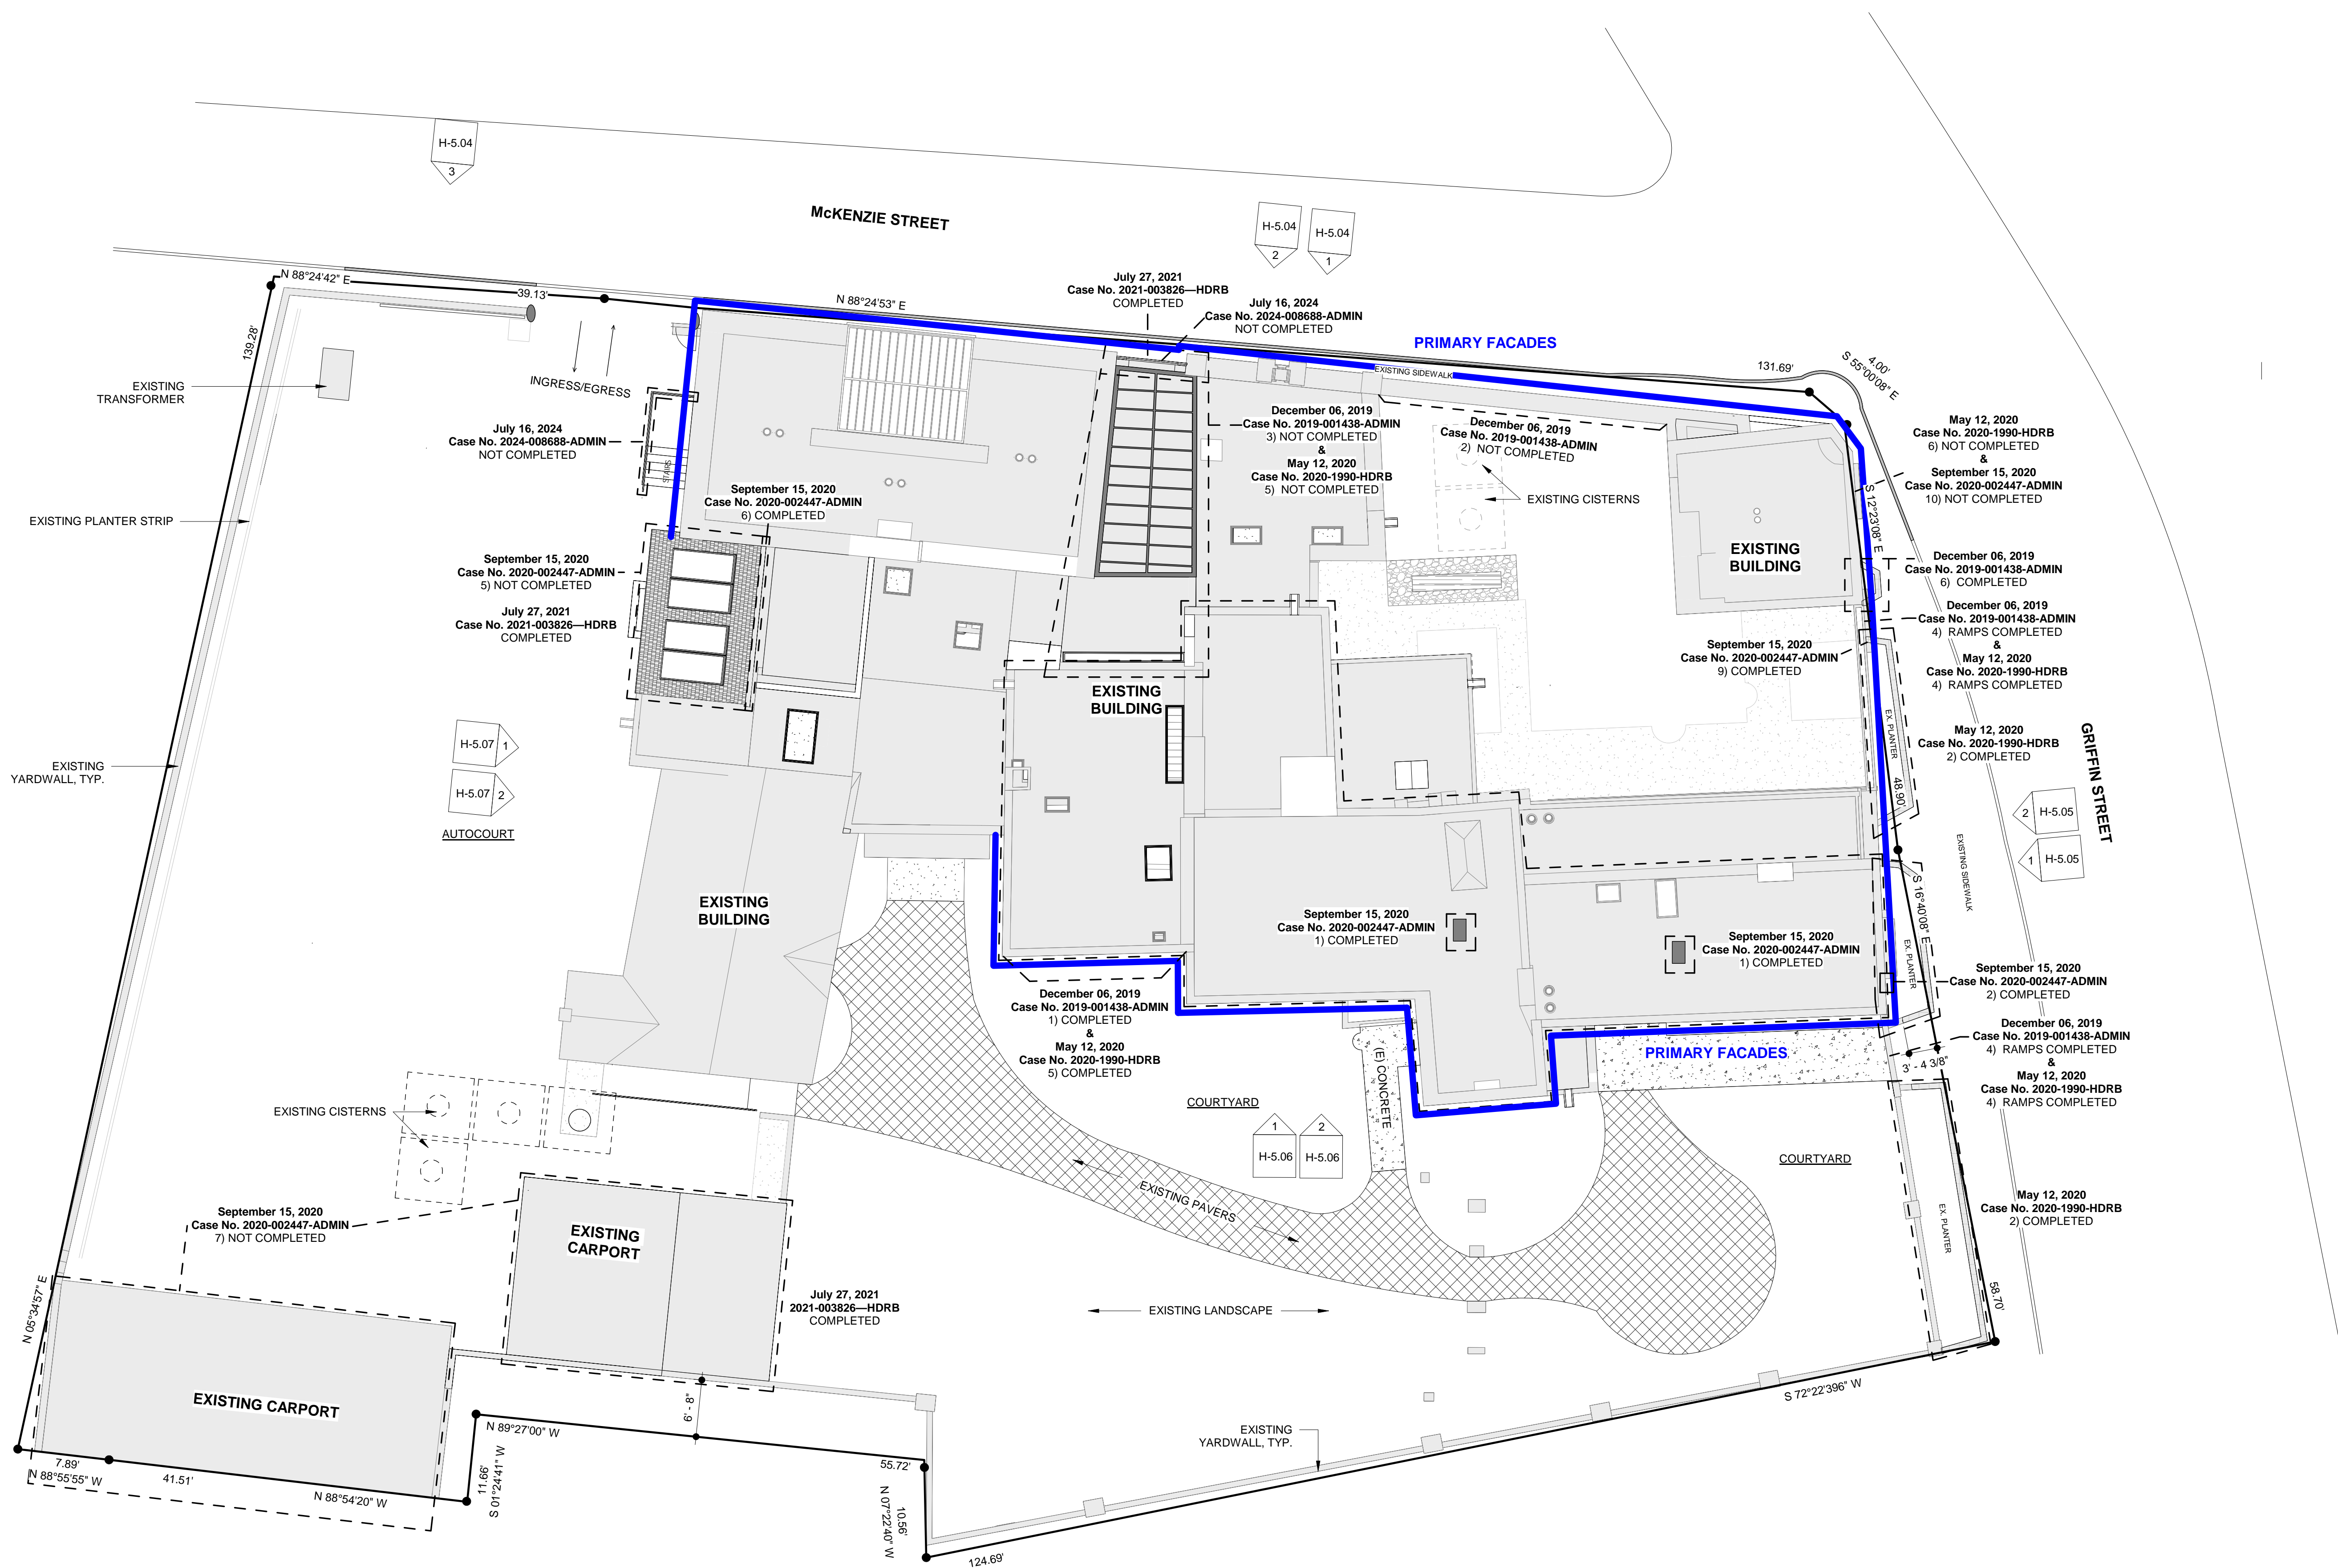 H-5.04
3
McKENZIE STREET
H-5.04
2
H-5.04
1
N 88°24'42" E
39.13'
139.28'
N 88°24'53" E
July 27, 2021
Case No. 2021-003826—HDRB
COMPLETED
July 16, 2024
Case No. 2024-008688-ADMIN
NOT COMPLETED
PRIMARY FACADES
EXISTING SIDEWALK
131.69'
4.00'
S 55°00'08" E
INGRESS/EGRESS
EXISTING
TRANSFORMER
July 16, 2024
Case No. 2024-008688-ADMIN
NOT COMPLETED
STAIRS
December 06, 2019
Case No. 2019-001438-ADMIN
3) NOT COMPLETED
&
May 12, 2020
Case No. 2020-1990-HDRB
5) NOT COMPLETED
December 06, 2019
Case No. 2019-001438-ADMIN
2) NOT COMPLETED
EXISTING CISTERNS
May 12, 2020
Case No. 2020-1990-HDRB
6) NOT COMPLETED
&
September 15, 2020
Case No. 2020-002447-ADMIN
10) NOT COMPLETED
S 12°23'08" E
September 15, 2020
Case No. 2020-002447-ADMIN
6) COMPLETED
EXISTING PLANTER STRIP
September 15, 2020
Case No. 2020-002447-ADMIN
5) NOT COMPLETED
July 27, 2021
Case No. 2021-003826—HDRB
COMPLETED
EXISTING
BUILDING
December 06, 2019
Case No. 2019-001438-ADMIN
6) COMPLETED
December 06, 2019
Case No. 2019-001438-ADMIN
4) RAMPS COMPLETED
&
May 12, 2020
Case No. 2020-1990-HDRB
4) RAMPS COMPLETED
September 15, 2020
Case No. 2020-002447-ADMIN
9) COMPLETED
EXISTING
BUILDING
EX. PLANTER
48.90'
May 12, 2020
Case No. 2020-1990-HDRB
2) COMPLETED
GRIFFIN STREET
H-5.07
1
H-5.07
2
EXISTING
YARDWALL, TYP.
AUTOCOURT
2
H-5.05
1
H-5.05
EXISTING SIDEWALK
S 16°40'08" E
EX. PLANTER
EXISTING
BUILDING
September 15, 2020
Case No. 2020-002447-ADMIN
1) COMPLETED
September 15, 2020
Case No. 2020-002447-ADMIN
1) COMPLETED
September 15, 2020
Case No. 2020-002447-ADMIN
2) COMPLETED
December 06, 2019
Case No. 2019-001438-ADMIN
1) COMPLETED
&
May 12, 2020
Case No. 2020-1990-HDRB
5) COMPLETED
PRIMARY FACADES
December 06, 2019
Case No. 2019-001438-ADMIN
4) RAMPS COMPLETED
&
May 12, 2020
Case No. 2020-1990-HDRB
4) RAMPS COMPLETED
3' - 4 3/8"
(E) CONCRETE
COURTYARD
1
H-5.06
2
H-5.06
COURTYARD
EXISTING CISTERNS
EXISTING PAVERS
May 12, 2020
Case No. 2020-1990-HDRB
2) COMPLETED
EX. PLANTER
September 15, 2020
Case No. 2020-002447-ADMIN
7) NOT COMPLETED
EXISTING
CARPORT
July 27, 2021
2021-003826—HDRB
COMPLETED
EXISTING LANDSCAPE
58.70'
N 05°34'57" E
EXISTING CARPORT
6' - 8"
S 72°22'396" W
EXISTING
YARDWALL, TYP.
N 89°27'00" W
55.72'
7.89'
N 88°55'55" W
41.51'
N 88°54'20" W
11.66'
S 01°24'41" W
10.56'
N 07°22'40" W
124.69'